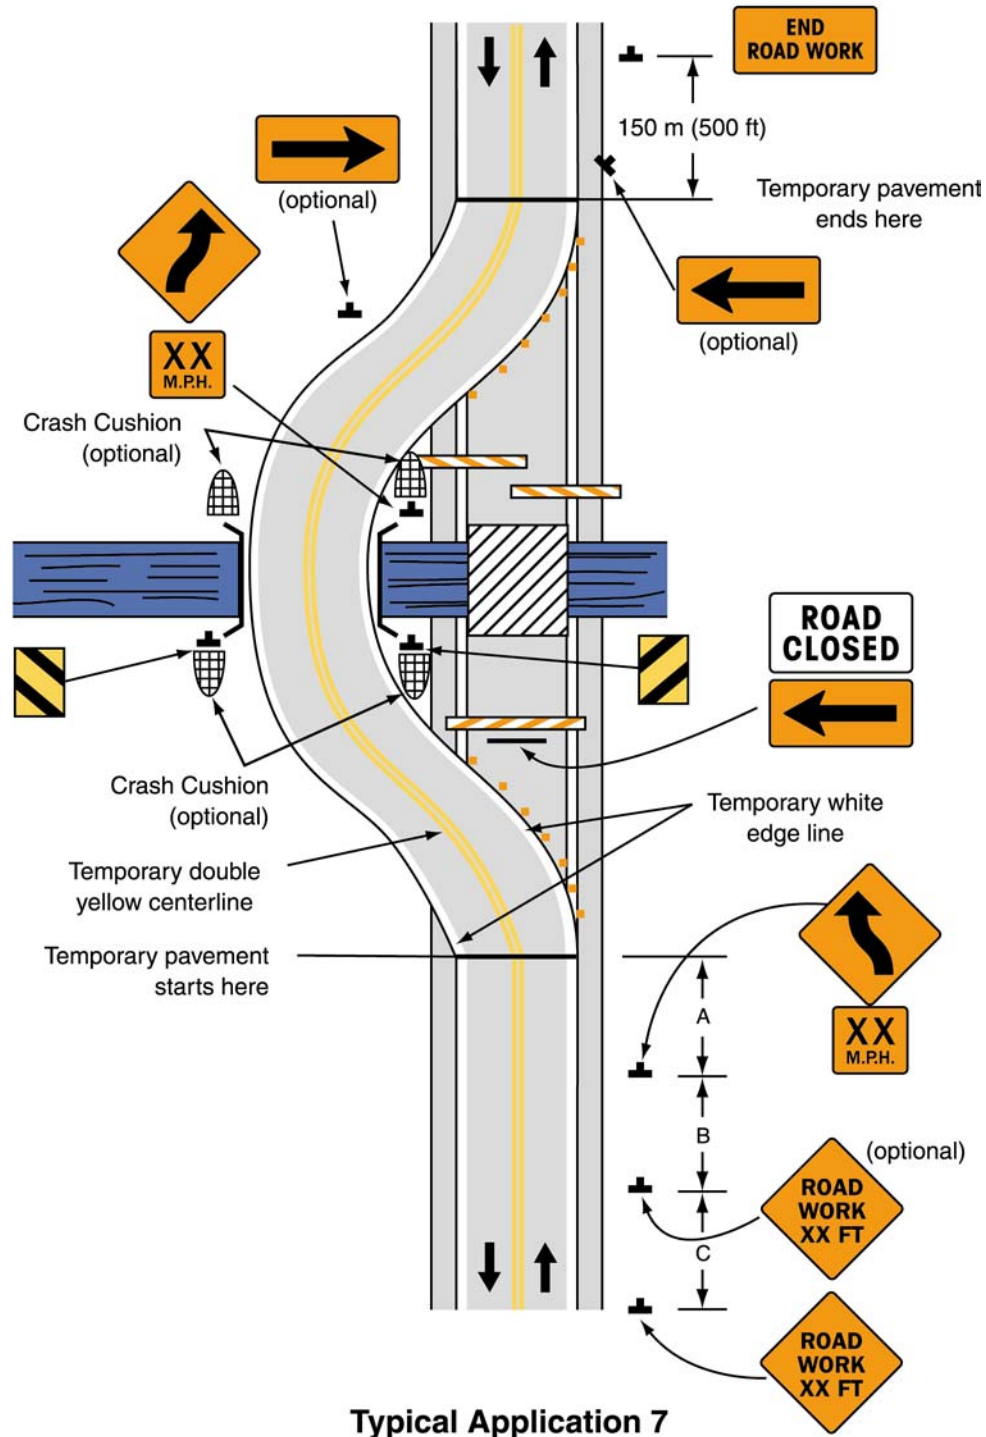 END
ROAD WORK
150 m (500 ft)
(optional)
Temporary pavement
ends here
(optional)
XX
M.P.H.
Crash Cushion
(optional)
ROAD
CLOSED
Crash Cushion
(optional)
Temporary white
edge line
Temporary double
yellow centerline
Temporary pavement
starts here
A
XX
M.P.H.
B
(optional)
ROAD
WORK
XX FT
C
ROAD
WORK
XX FT
Typical Application 7